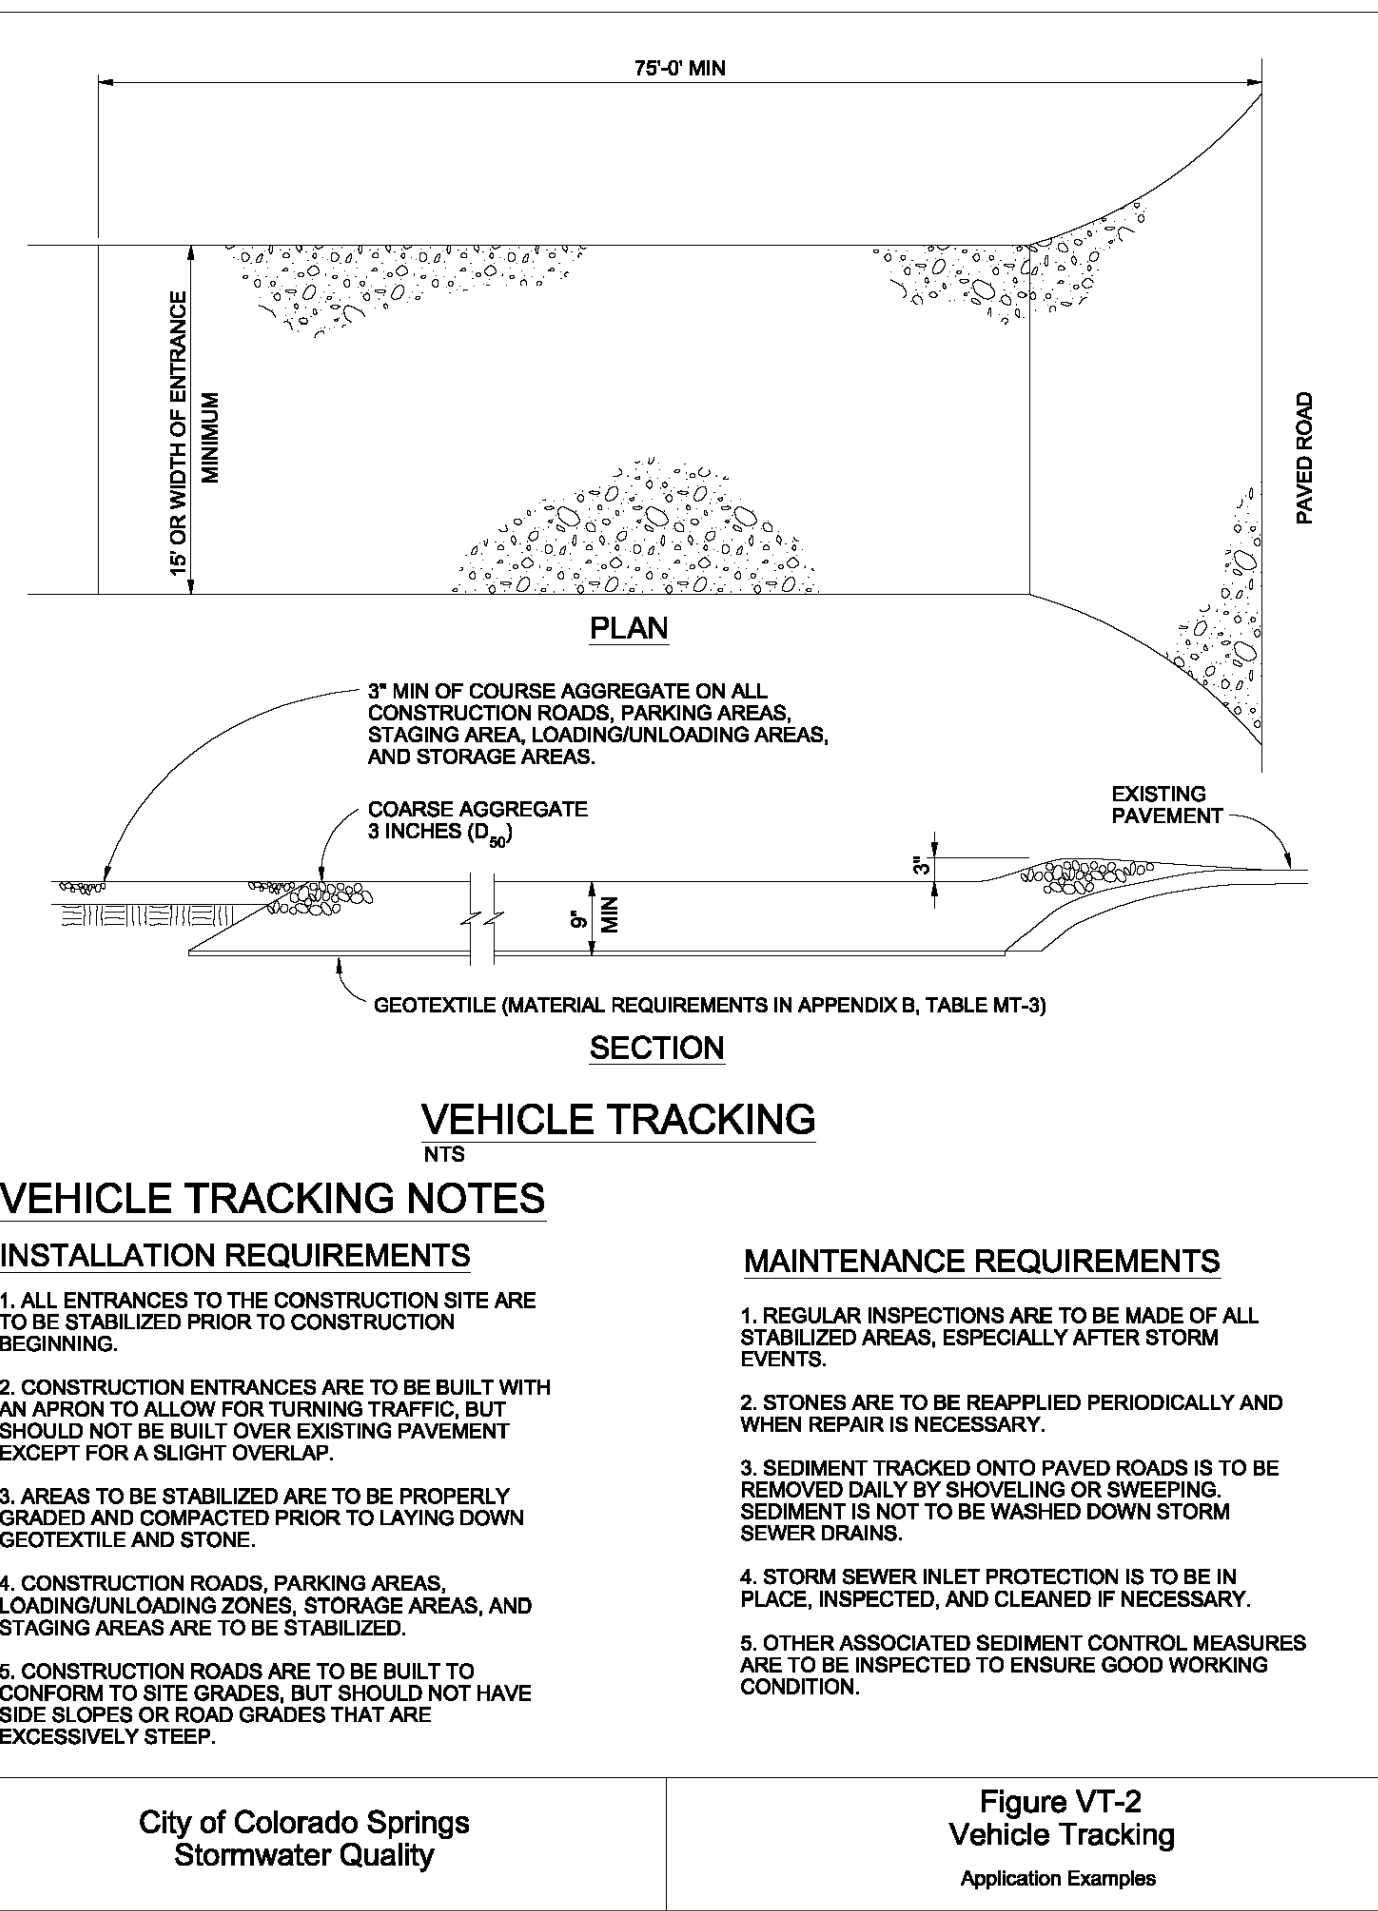 75'-0' MIN
15' OR WIDTH OF ENTRANCE
MINIMUM
PAVED ROAD
PLAN
3" MIN OF COURSE AGGREGATE ON ALL
CONSTRUCTION ROADS, PARKING AREAS,
STAGING AREA, LOADING/UNLOADING AREAS,
AND STORAGE AREAS.
COARSE AGGREGATE
3 INCHES (D50)
EXISTING
PAVEMENT
3"
9"
MIN
GEOTEXTILE (MATERIAL REQUIREMENTS IN APPENDIX B, TABLE MT-3)
SECTION
VEHICLE TRACKING
NTS
VEHICLE TRACKING NOTES
INSTALLATION REQUIREMENTS
1. ALL ENTRANCES TO THE CONSTRUCTION SITE ARE
TO BE STABILIZED PRIOR TO CONSTRUCTION
BEGINNING.
2. CONSTRUCTION ENTRANCES ARE TO BE BUILT WITH
AN APRON TO ALLOW FOR TURNING TRAFFIC, BUT
SHOULD NOT BE BUILT OVER EXISTING PAVEMENT
EXCEPT FOR A SLIGHT OVERLAP.
3. AREAS TO BE STABILIZED ARE TO BE PROPERLY
GRADED AND COMPACTED PRIOR TO LAYING DOWN
GEOTEXTILE AND STONE.
4. CONSTRUCTION ROADS, PARKING AREAS,
LOADING/UNLOADING ZONES, STORAGE AREAS, AND
STAGING AREAS ARE TO BE STABILIZED.
5. CONSTRUCTION ROADS ARE TO BE BUILT TO
CONFORM TO SITE GRADES, BUT SHOULD NOT HAVE
SIDE SLOPES OR ROAD GRADES THAT ARE
EXCESSIVELY STEEP.
MAINTENANCE REQUIREMENTS
1. REGULAR INSPECTIONS ARE TO BE MADE OF ALL
STABILIZED AREAS, ESPECIALLY AFTER STORM
EVENTS.
2. STONES ARE TO BE REAPPLIED PERIODICALLY AND
WHEN REPAIR IS NECESSARY.
3. SEDIMENT TRACKED ONTO PAVED ROADS IS TO BE
REMOVED DAILY BY SHOVELING OR SWEEPING.
SEDIMENT IS NOT TO BE WASHED DOWN STORM
SEWER DRAINS.
4. STORM SEWER INLET PROTECTION IS TO BE IN
PLACE, INSPECTED, AND CLEANED IF NECESSARY.
5. OTHER ASSOCIATED SEDIMENT CONTROL MEASURES
ARE TO BE INSPECTED TO ENSURE GOOD WORKING
CONDITION.
City of Colorado Springs
Stormwater Quality
Figure VT-2
Vehicle Tracking
Application Examples